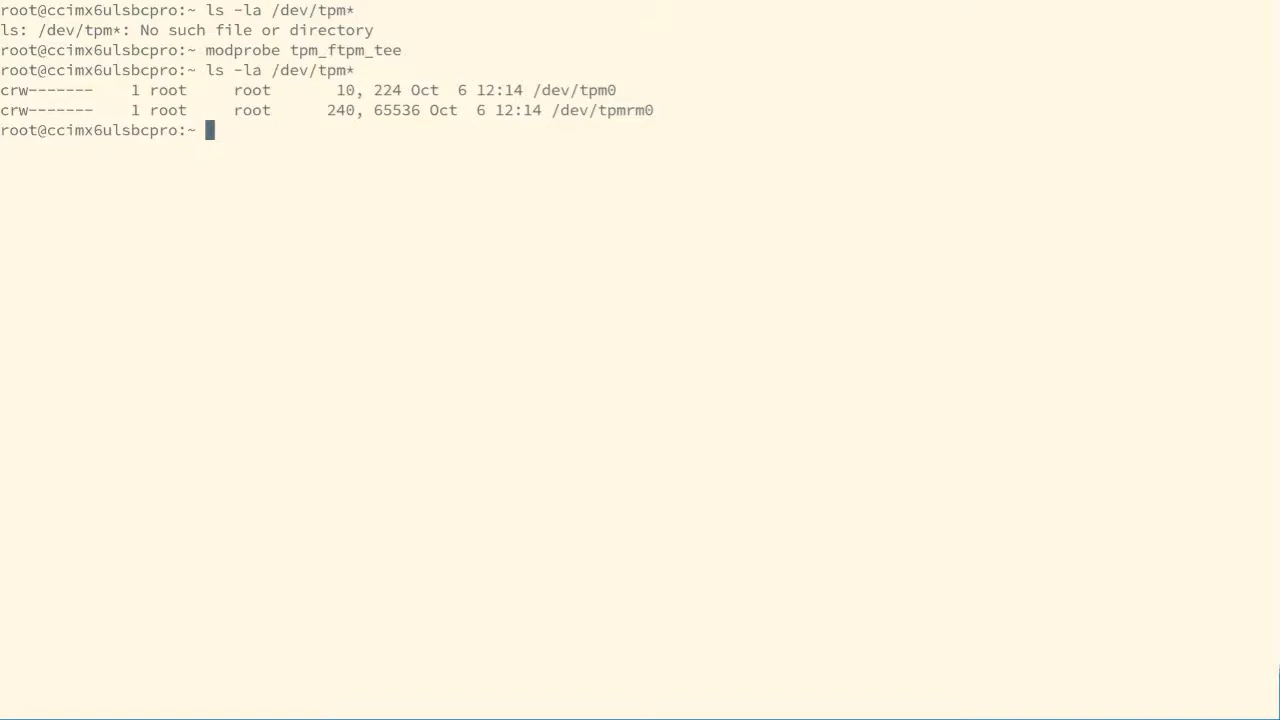 root@ccimx6ulsbcpro:~ ls -la /dev/tpm*
ls: /dev/tpm*: No such file or directory
root@ccimx6ulsbcpro:~ modprobe tpm_ftpm_tee
root@ccimx6ulsbcpro:~ ls -la /dev/tpm*
crw-------    1 root     root       10, 224 Oct  6 12:14 /dev/tpm0
crw-------    1 root     root      240, 65536 Oct  6 12:14 /dev/tpmrm0
root@ccimx6ulsbcpro:~